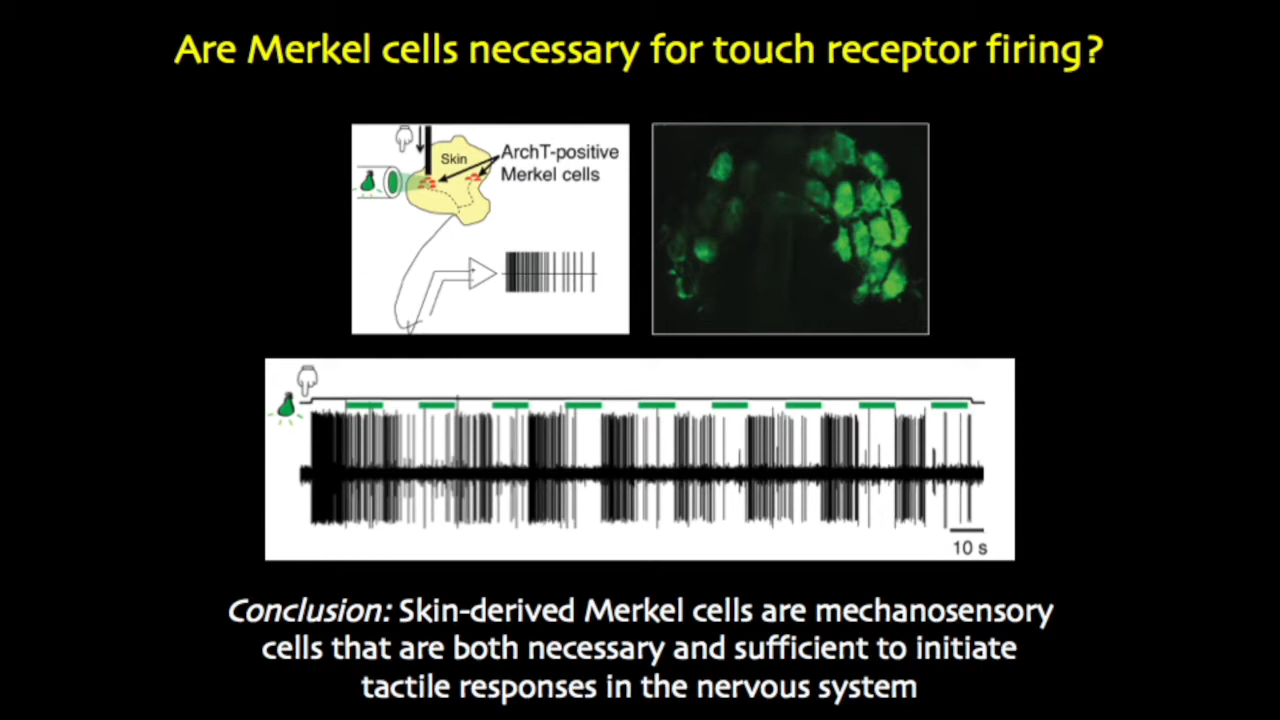 Are Merkel cells necessary for touch receptor firing?
Skin
ArchT-positive
Merkel cells
10 s
Conclusion: Skin-derived Merkel cells are mechanosensory
cells that are both necessary and sufficient to initiate
tactile responses in the nervous system